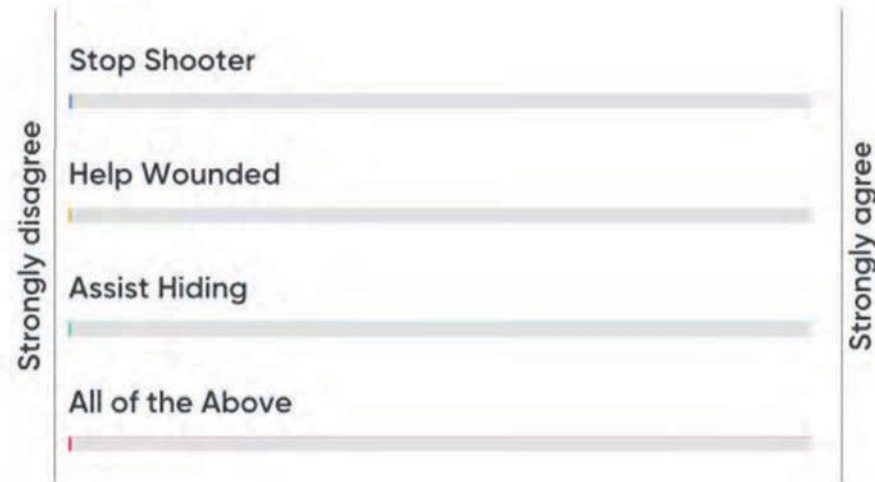 Strongly disagree
Stop Shooter
Help Wounded
Assist Hiding
All of the Above
Strongly agree